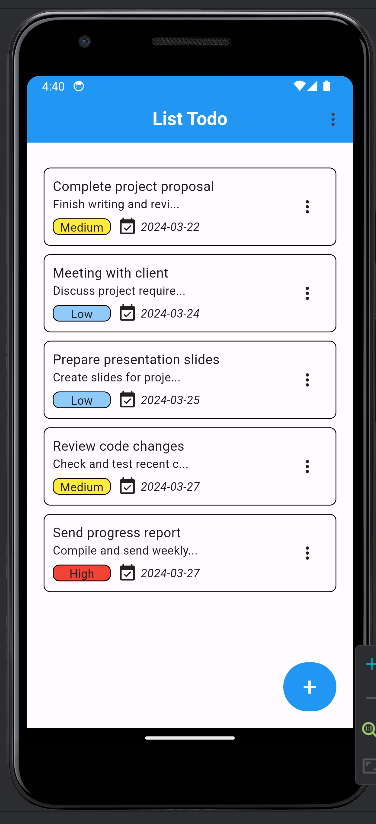 4:40
List Todo
Complete project proposal
Finish writing and revi...
Medium 2024-03-22
Meeting with client
Discuss project require...
Low 2024-03-24
Prepare presentation slides
Create slides for proje...
Low 2024-03-25
Review code changes
Check and test recent c...
Medium 2024-03-27
Send progress report
Compile and send weekly...
High 2024-03-27
+